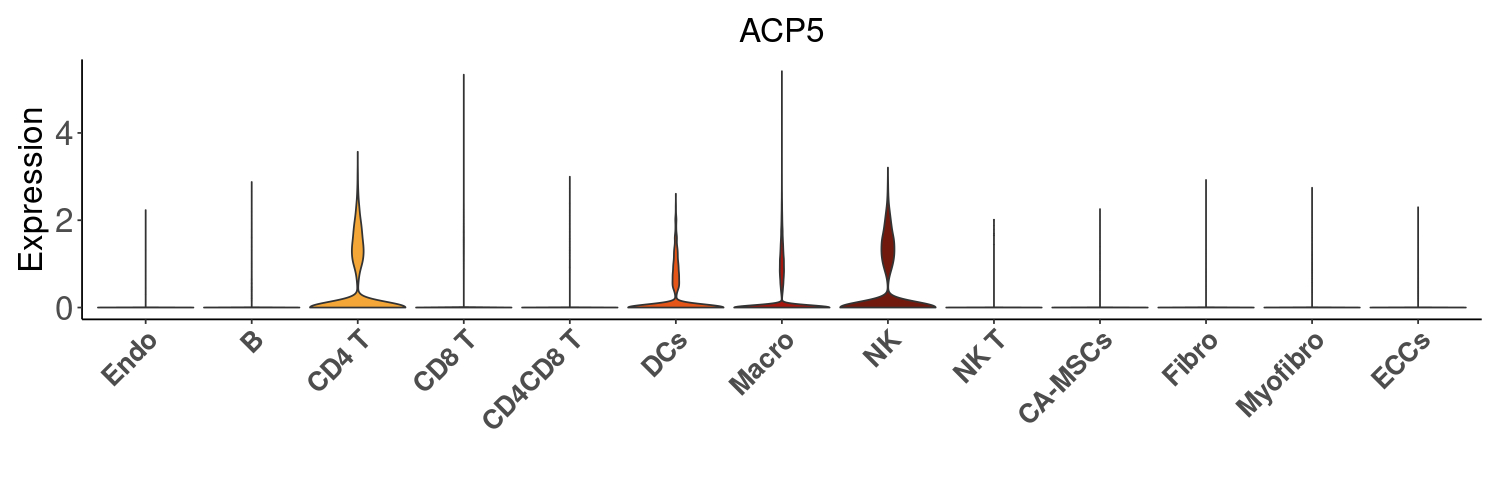 ACP5
Expression
4
2
0
Endo
B
CD4 T
CD8 T
CD4CD8 T
DCs
Macro
NK
NK T
CA-MSCs
Fibro
Myofibro
ECCs